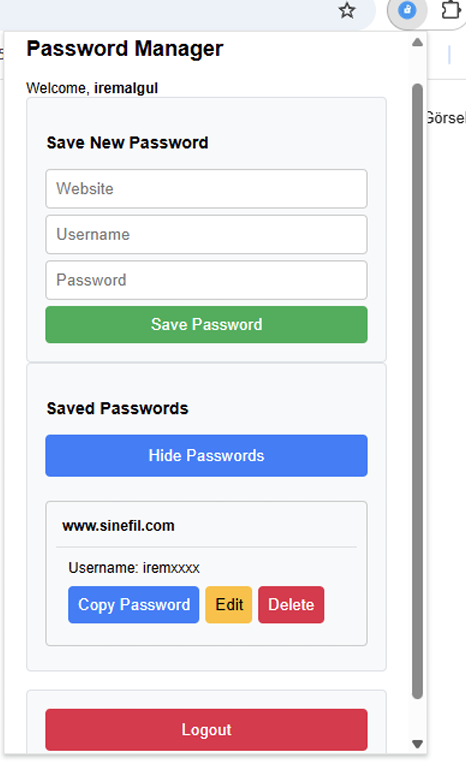 Password Manager
Welcome, iremalgul
Görsel
Save New Password
Website
Username
Password
Save Password
Saved Passwords
Hide Passwords
www.sinefil.com
Username: iremxxxx
Copy Password Edit Delete
Logout